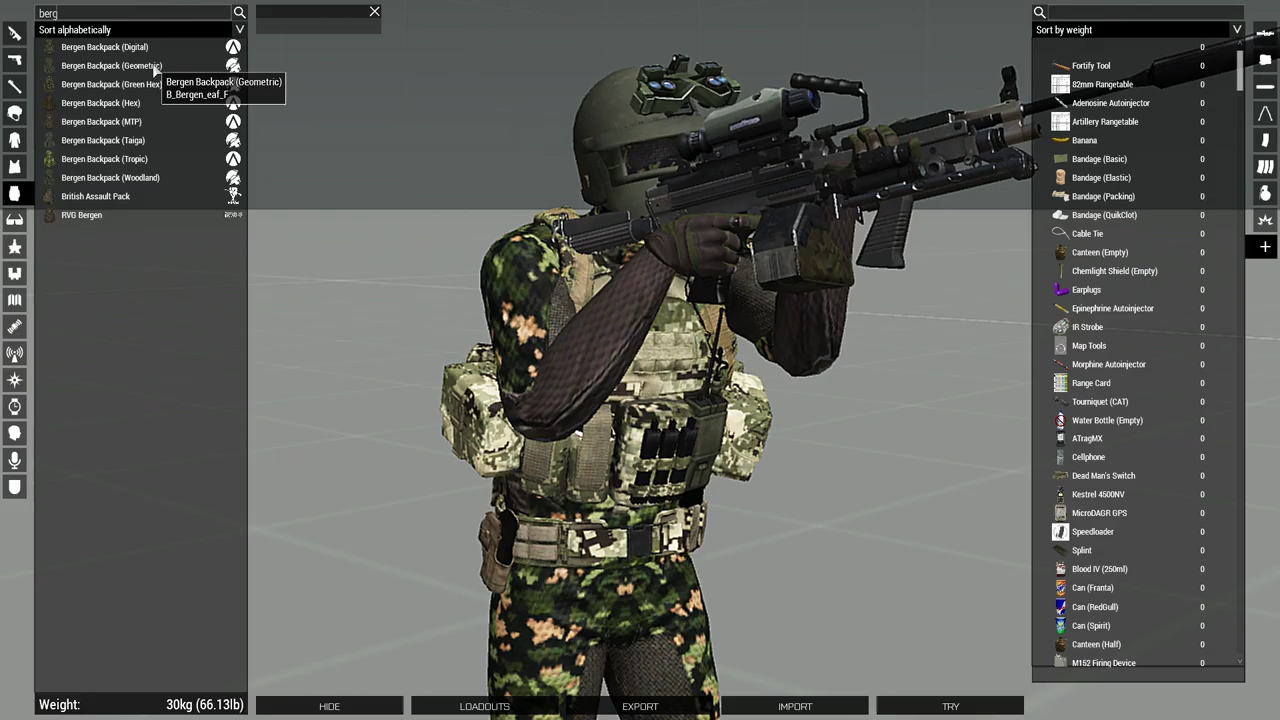 berg
Sort alphabetically
Bergen Backpack (Digital)
Bergen Backpack (Geometric)
Bergen Backpack (Green Hex)
Bergen Backpack (Hex)
Bergen Backpack (MTP)
Bergen Backpack (Taiga)
Bergen Backpack (Tropic)
Bergen Backpack (Woodland)
British Assault Pack
RVG Bergen
Bergen Backpack (Geometric)
B_Bergen_eaf_F
Weight: 30kg (66.13lb)
HIDE
LOADOUTS
EXPORT
IMPORT
TRY
Sort by weight
0
Fortify Tool 0
82mm Rangetable 0
Adenosine Autoinjector 0
Artillery Rangetable 0
Banana 0
Bandage (Basic) 0
Bandage (Elastic) 0
Bandage (Packing) 0
Bandage (QuikClot) 0
Cable Tie 0
Canteen (Empty) 0
Chemlight Shield (Empty) 0
Earplugs 0
Epinephrine Autoinjector 0
IR Strobe 0
Map Tools 0
Morphine Autoinjector 0
Range Card 0
Tourniquet (CAT) 0
Water Bottle (Empty) 0
ATragMX 0
Cellphone 0
Dead Man's Switch 0
Kestrel 4500NV 0
MicroDAGR GPS 0
Speedloader 0
Splint 0
Blood IV (250ml) 0
Can (Franta) 0
Can (RedGull) 0
Can (Spirit) 0
Canteen (Half) 0
M152 Firing Device 0